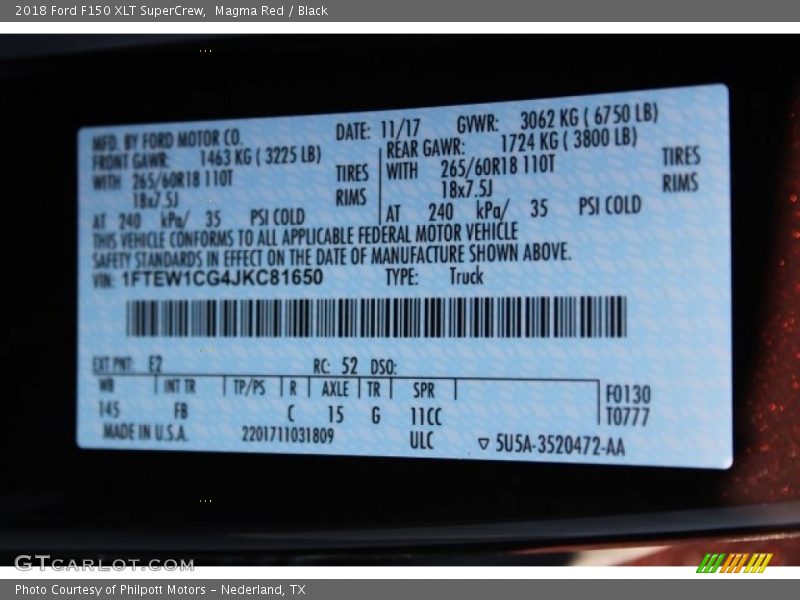 2018 Ford F150 XLT SuperCrew, Magma Red / Black
MFD. BY FORD MOTOR CO. DATE: 11/17 GVWR: 3062 KG ( 6750 LB)
FRONT GAWR: 1463 KG ( 3225 LB) REAR GAWR: 1724 KG ( 3800 LB)
WITH 265/60R18 110T TIRES WITH 265/60R18 110T TIRES
18x7.5J RIMS 18x7.5J RIMS
AT 240 kPa/ 35 PSI COLD AT 240 kPa/ 35 PSI COLD
THIS VEHICLE CONFORMS TO ALL APPLICABLE FEDERAL MOTOR VEHICLE
SAFETY STANDARDS IN EFFECT ON THE DATE OF MANUFACTURE SHOWN ABOVE.
VIN: 1FTEW1CG4JKC81650 TYPE: Truck
EXT PNT: E2 RC: 52 DSO:
WB INT TR TP/PS R AXLE TR SPR F0130
145 FB C 15 G 11CC T0777
MADE IN U.S.A. 2201711031809 ULC 5U5A-3520472-AA
GTCARLOT.COM
Photo Courtesy of Philpott Motors - Nederland, TX